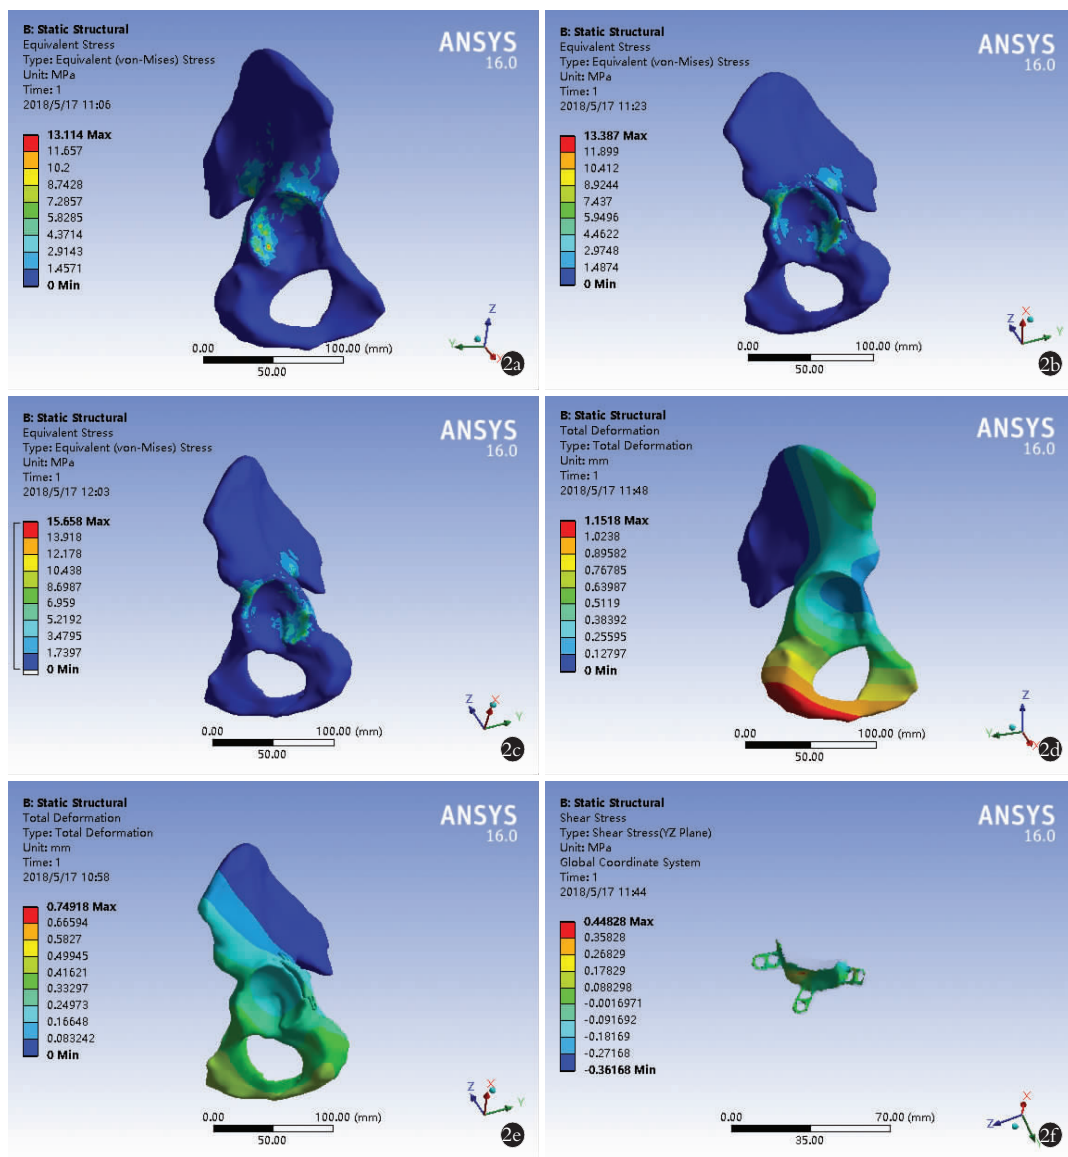 B: Static Structural
Equivalent Stress
Type: Equivalent (von-Mises) Stress
Unit: MPa
Time: 1
2018/5/17 11:06
ANSYS
16.0
13.114 Max
11.657
10.2
8.7428
7.2857
5.8285
4.3714
2.9143
1.4571
0 Min
0.00
100.00 (mm)
50.00
Z
Y
X
2a
B: Static Structural
Equivalent Stress
Type: Equivalent (von-Mises) Stress
Unit: MPa
Time: 1
2018/5/17 11:23
ANSYS
16.0
13.387 Max
11.899
10.412
8.9244
7.437
5.9496
4.4622
2.9748
1.4874
0 Min
0.00
100.00 (mm)
50.00
Z
X
Y
2b
B: Static Structural
Equivalent Stress
Type: Equivalent (von-Mises) Stress
Unit: MPa
Time: 1
2018/5/17 12:03
ANSYS
16.0
15.658 Max
13.918
12.178
10.438
8.6987
6.959
5.2192
3.4795
1.7397
0 Min
0.00
100.00 (mm)
50.00
Z
X
Y
2c
B: Static Structural
Total Deformation
Type: Total Deformation
Unit: mm
Time: 1
2018/5/17 11:48
ANSYS
16.0
1.1518 Max
1.0238
0.89582
0.76785
0.63987
0.5119
0.38392
0.25595
0.12797
0 Min
0.00
100.00 (mm)
50.00
Z
Y
X
2d
B: Static Structural
Total Deformation
Type: Total Deformation
Unit: mm
Time: 1
2018/5/17 10:58
ANSYS
16.0
0.74918 Max
0.66594
0.5827
0.49945
0.41621
0.33297
0.24973
0.16648
0.083242
0 Min
0.00
100.00 (mm)
50.00
Z
X
Y
2e
B: Static Structural
Shear Stress
Type: Shear Stress(YZ Plane)
Unit: MPa
Global Coordinate System
Time: 1
2018/5/17 11:44
ANSYS
16.0
0.44828 Max
0.35828
0.26829
0.17829
0.088298
-0.0016971
-0.091692
-0.18169
-0.27168
-0.36168 Min
0.00
70.00 (mm)
35.00
X
Z
2f